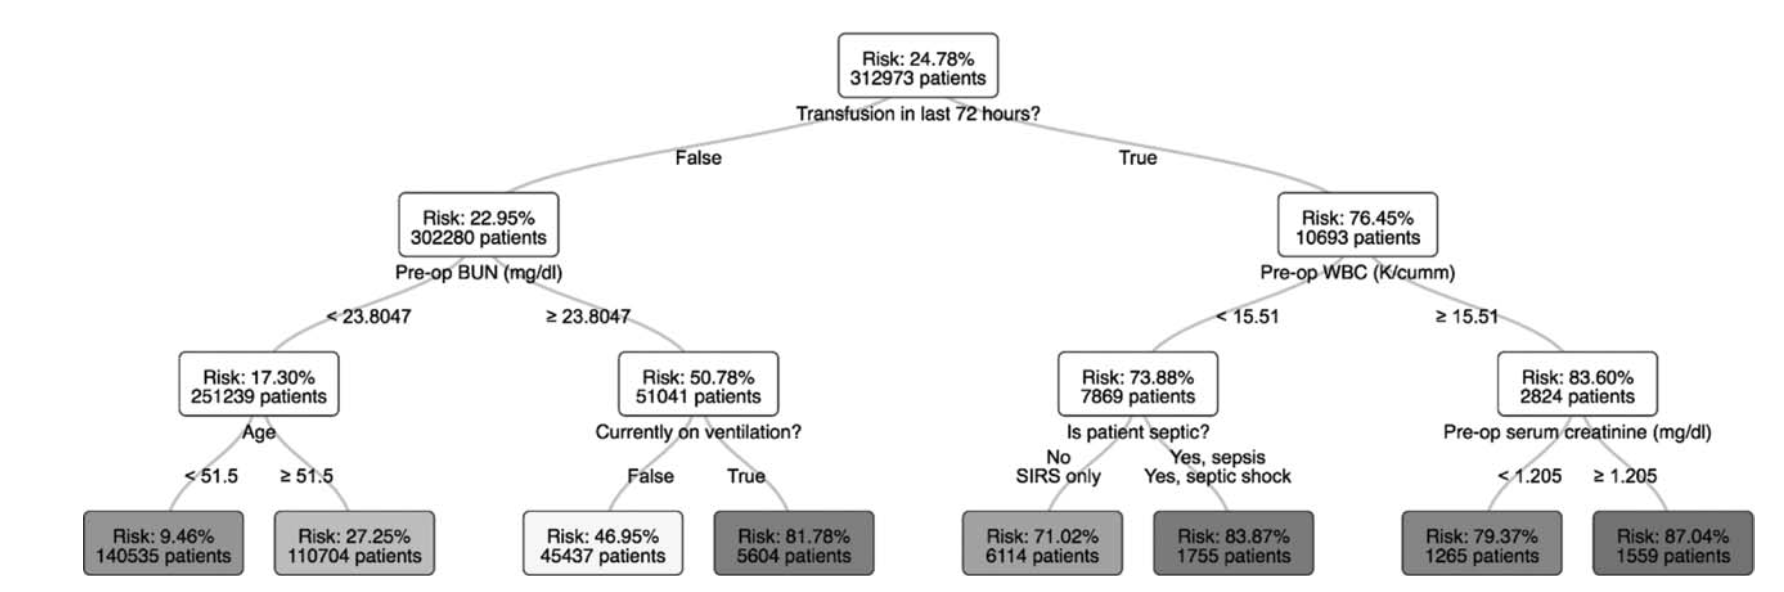 Risk: 24.78%
312973 patients
Transfusion in last 72 hours?
False
True
Risk: 22.95%
302280 patients
Risk: 76.45%
10693 patients
Pre-op BUN (mg/dl)
Pre-op WBC (K/cumm)
< 23.8047
≥ 23.8047
< 15.51
≥ 15.51
Risk: 17.30%
251239 patients
Risk: 50.78%
51041 patients
Risk: 73.88%
7869 patients
Risk: 83.60%
2824 patients
Age
Currently on ventilation?
Is patient septic?
Pre-op serum creatinine (mg/dl)
< 51.5
≥ 51.5
False
True
No
SIRS only
Yes, sepsis
Yes, septic shock
< 1.205
≥ 1.205
Risk: 9.46%
140535 patients
Risk: 27.25%
110704 patients
Risk: 46.95%
45437 patients
Risk: 81.78%
5604 patients
Risk: 71.02%
6114 patients
Risk: 83.87%
1755 patients
Risk: 79.37%
1265 patients
Risk: 87.04%
1559 patients